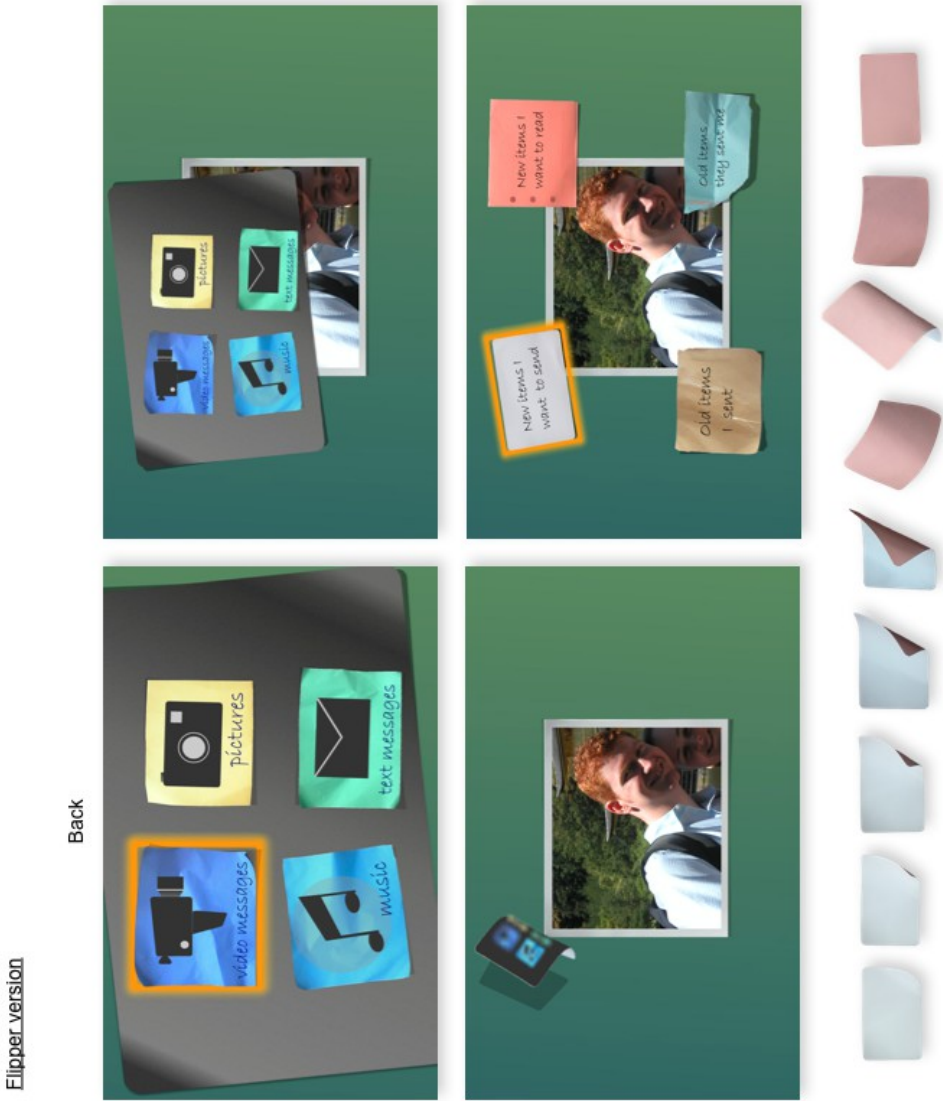 Flipper version
Back
video messages
pictures
music
text messages
video messages
pictures
music
text messages
New items I
want to send
New items I
want to read
Old items
I sent
Old items
they sent me